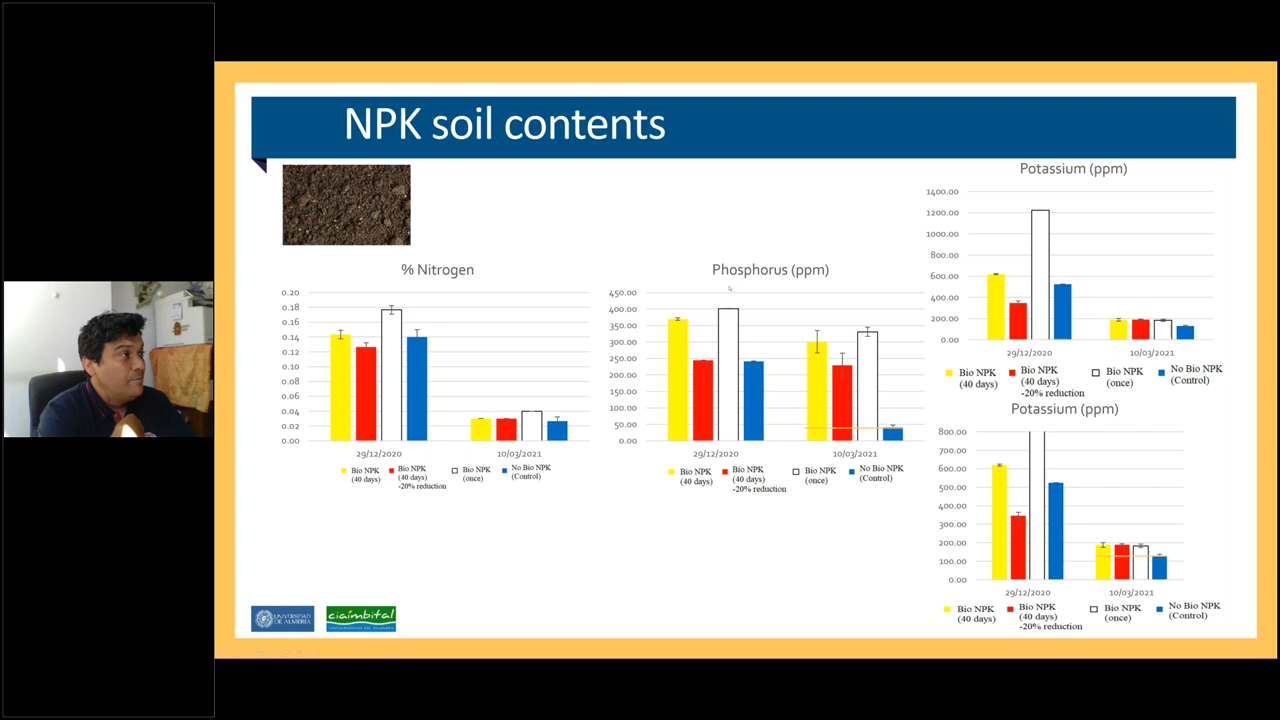 NPK soil contents
% Nitrogen
0.20
0.18
0.16
0.14
0.12
0.10
0.08
0.06
0.04
0.02
0.00
29/12/2020
10/03/2021
Bio NPK
(40 days)
Bio NPK
(40 days)
-20% reduction
Bio NPK
(once)
No Bio NPK
(Control)
Phosphorus (ppm)
450.00
400.00
350.00
300.00
250.00
200.00
150.00
100.00
50.00
0.00
29/12/2020
10/03/2021
Bio NPK
(40 days)
Bio NPK
(40 days)
-20% reduction
Bio NPK
(once)
No Bio NPK
(Control)
Potassium (ppm)
1400.00
1200.00
1000.00
800.00
600.00
400.00
200.00
0.00
29/12/2020
10/03/2021
Bio NPK
(40 days)
Bio NPK
(40 days)
-20% reduction
Bio NPK
(once)
No Bio NPK
(Control)
Potassium (ppm)
800.00
700.00
600.00
500.00
400.00
300.00
200.00
100.00
0.00
29/12/2020
10/03/2021
Bio NPK
(40 days)
Bio NPK
(40 days)
-20% reduction
Bio NPK
(once)
No Bio NPK
(Control)
UNIVERSIDAD
DE ALMERÍA
ciaimbital
UNIVERSIDAD DE ALMERÍA